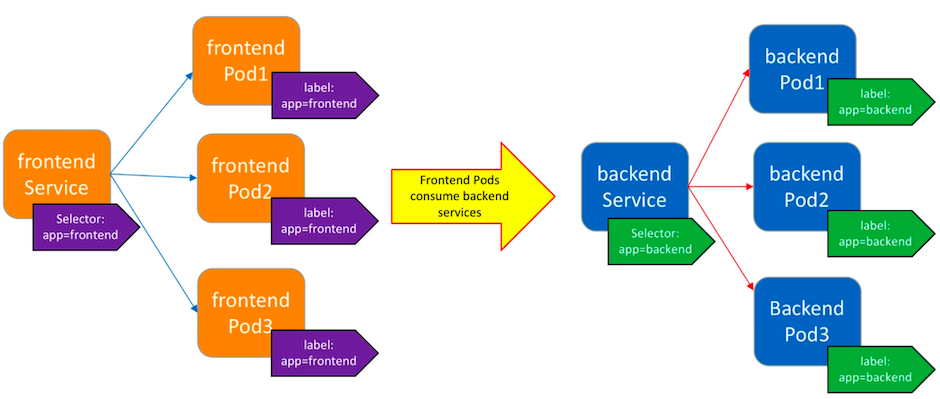 frontend
Pod1
label:
app=frontend
frontend
Service
Selector:
app=frontend
frontend
Pod2
label:
app=frontend
frontend
Pod3
label:
app=frontend
Frontend Pods
consume backend
services
backend
Service
Selector:
app=backend
backend
Pod1
label:
app=backend
backend
Pod2
label:
app=backend
Backend
Pod3
label:
app=backend